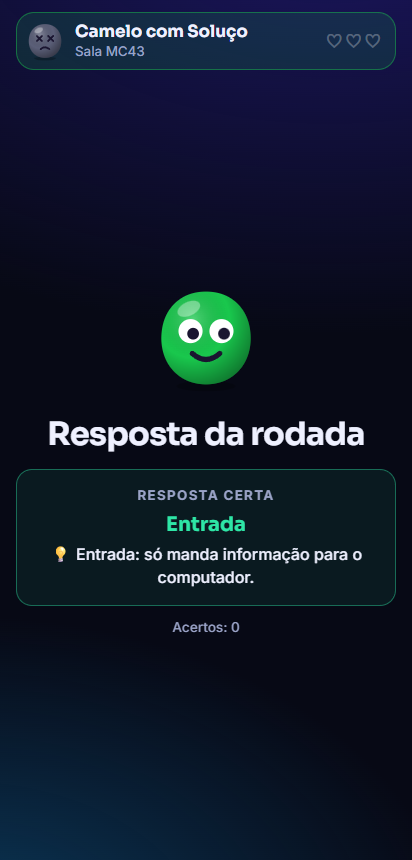 Camelo com Soluço
Sala MC43
Resposta da rodada
RESPOSTA CERTA
Entrada
💡 Entrada: só manda informação para o
computador.
Acertos: 0